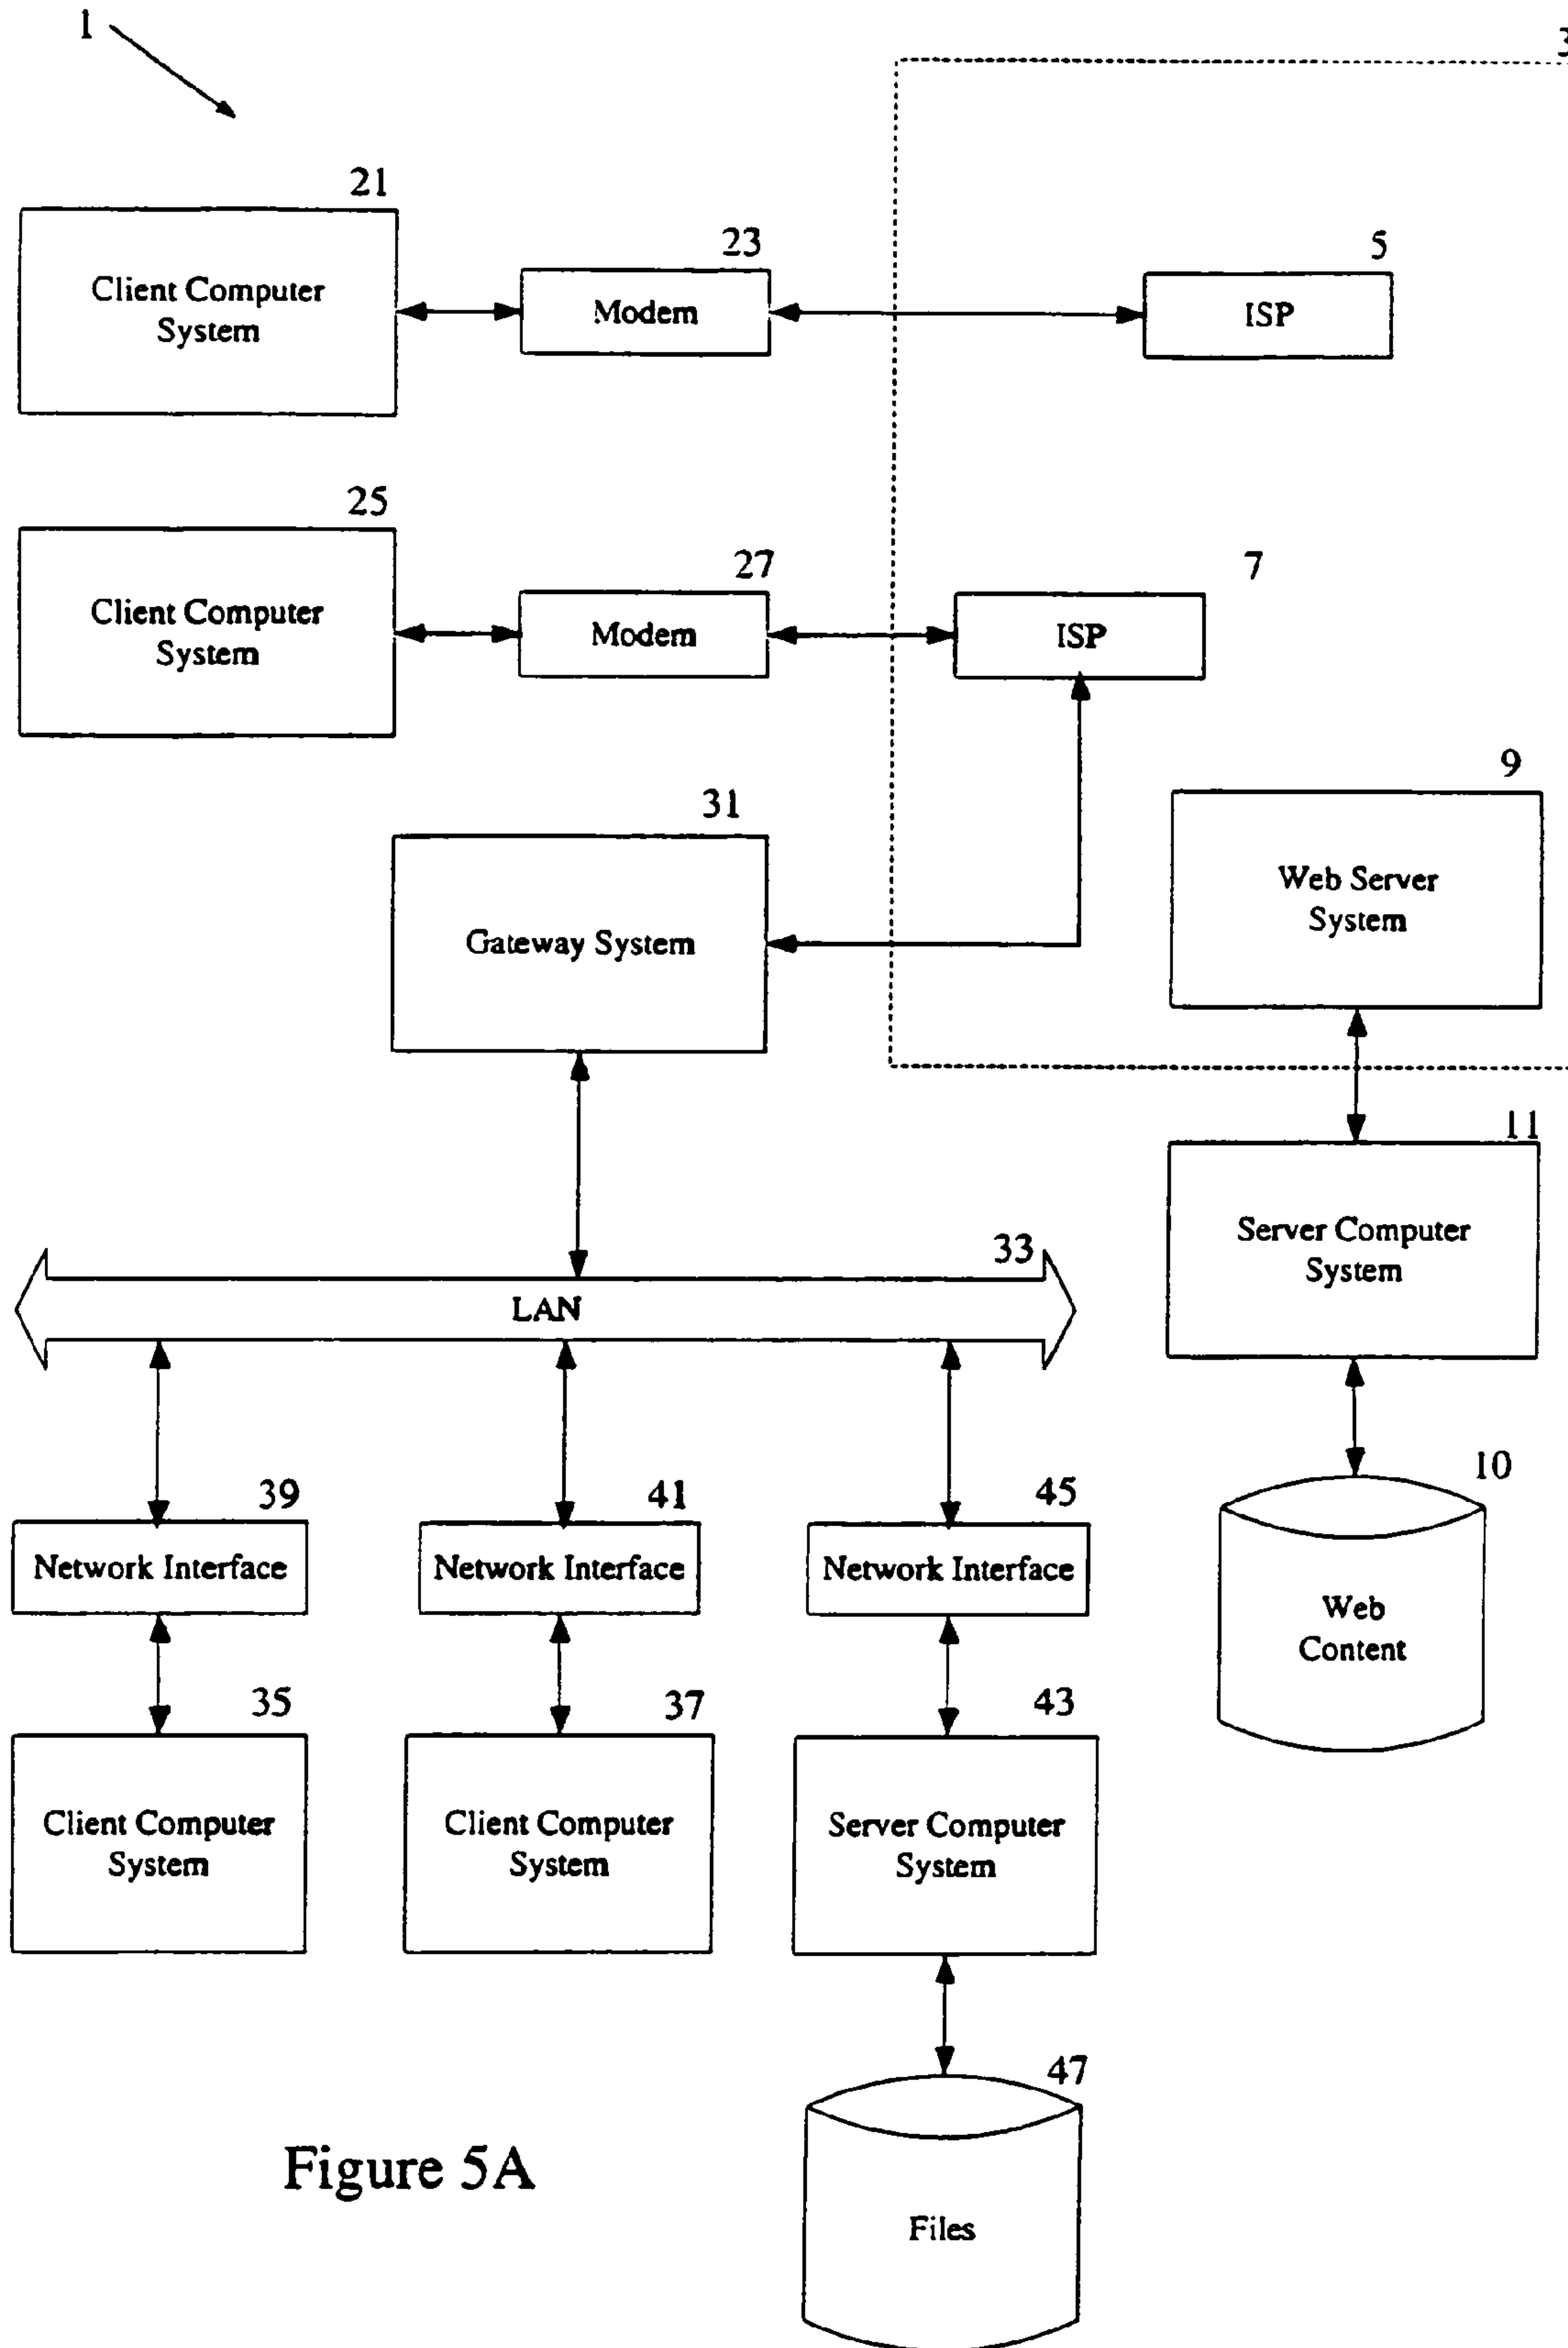 1
3
21
Client Computer
System
23
Modem
5
ISP
25
Client Computer
System
27
Modem
7
ISP
31
Gateway System
9
Web Server
System
11
Server Computer
System
33
LAN
10
Web
Content
39
Network Interface
41
Network Interface
45
Network Interface
35
Client Computer
System
37
Client Computer
System
43
Server Computer
System
47
Files
Figure 5A